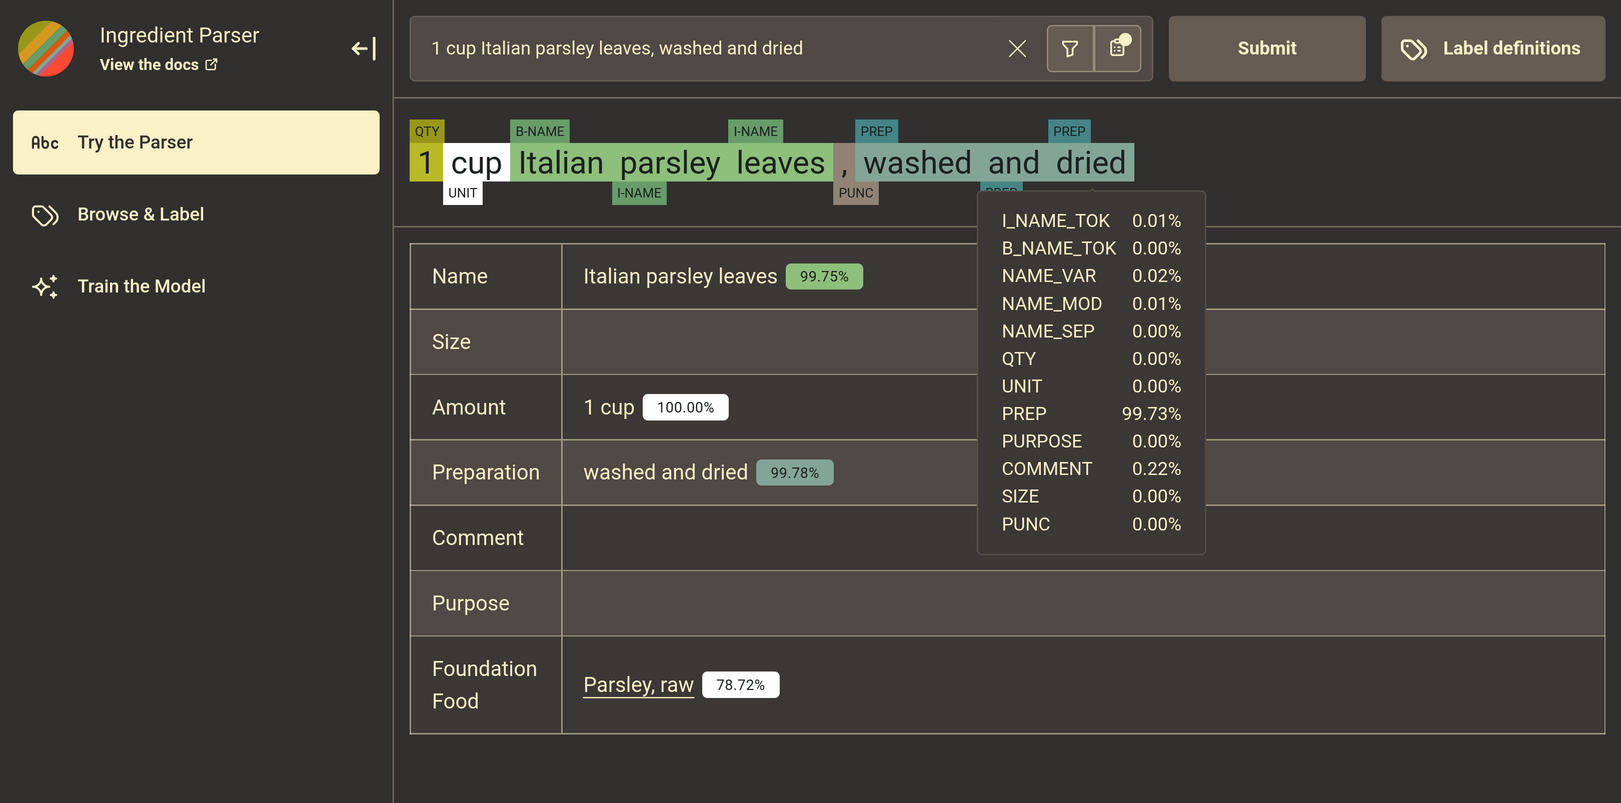 Ingredient Parser
View the docs
Abc Try the Parser
Browse & Label
Train the Model
1 cup Italian parsley leaves, washed and dried
Submit
Label definitions
QTY B-NAME I-NAME PREP PREP
1 cup Italian parsley leaves , washed and dried
UNIT I-NAME PUNC
I_NAME_TOK 0.01%
B_NAME_TOK 0.00%
NAME_VAR 0.02%
NAME_MOD 0.01%
NAME_SEP 0.00%
QTY 0.00%
UNIT 0.00%
PREP 99.73%
PURPOSE 0.00%
COMMENT 0.22%
SIZE 0.00%
PUNC 0.00%
Name Italian parsley leaves 99.75%
Size
Amount 1 cup 100.00%
Preparation washed and dried 99.78%
Comment
Purpose
Foundation
Food
Parsley, raw 78.72%